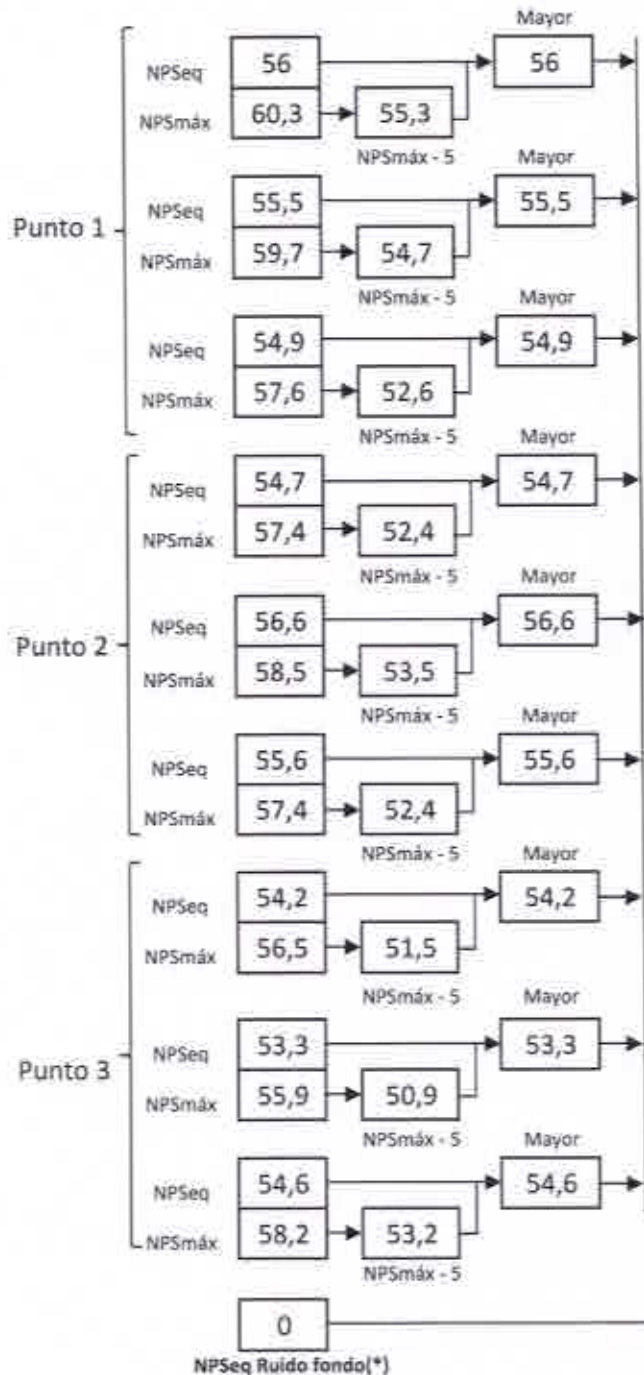 Mayor
NPSeq 56 56
NPSmáx 60,3 55,3
NPSmáx - 5 Mayor
NPSeq 55,5 55,5
Punto 1
NPSmáx 59,7 54,7
NPSmáx - 5 Mayor
NPSeq 54,9 54,9
NPSmáx 57,6 52,6
NPSmáx - 5 Mayor
NPSeq 54,7 54,7
NPSmáx 57,4 52,4
NPSmáx - 5 Mayor
NPSeq 56,6 56,6
Punto 2
NPSmáx 58,5 53,5
NPSmáx - 5 Mayor
NPSeq 55,6 55,6
NPSmáx 57,4 52,4
NPSmáx - 5 Mayor
NPSeq 54,2 54,2
NPSmáx 56,5 51,5
NPSmáx - 5 Mayor
NPSeq 53,3 53,3
Punto 3
NPSmáx 55,9 50,9
NPSmáx - 5 Mayor
NPSeq 54,6 54,6
NPSmáx 58,2 53,2
NPSmáx - 5
0
NPSeq Ruido fondo(*)